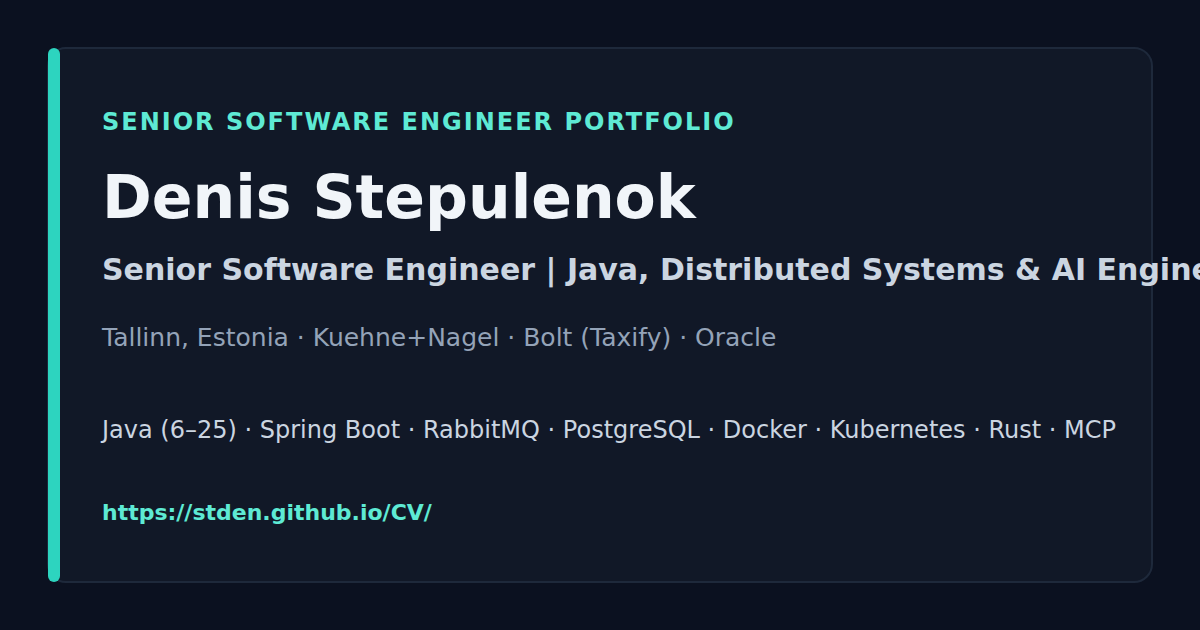 SENIOR SOFTWARE ENGINEER PORTFOLIO
Denis Stepulenok
Senior Software Engineer | Java, Distributed Systems & AI Engine
Tallinn, Estonia · Kuehne+Nagel · Bolt (Taxify) · Oracle
Java (6–25) · Spring Boot · RabbitMQ · PostgreSQL · Docker · Kubernetes · Rust · MCP
https://stden.github.io/CV/